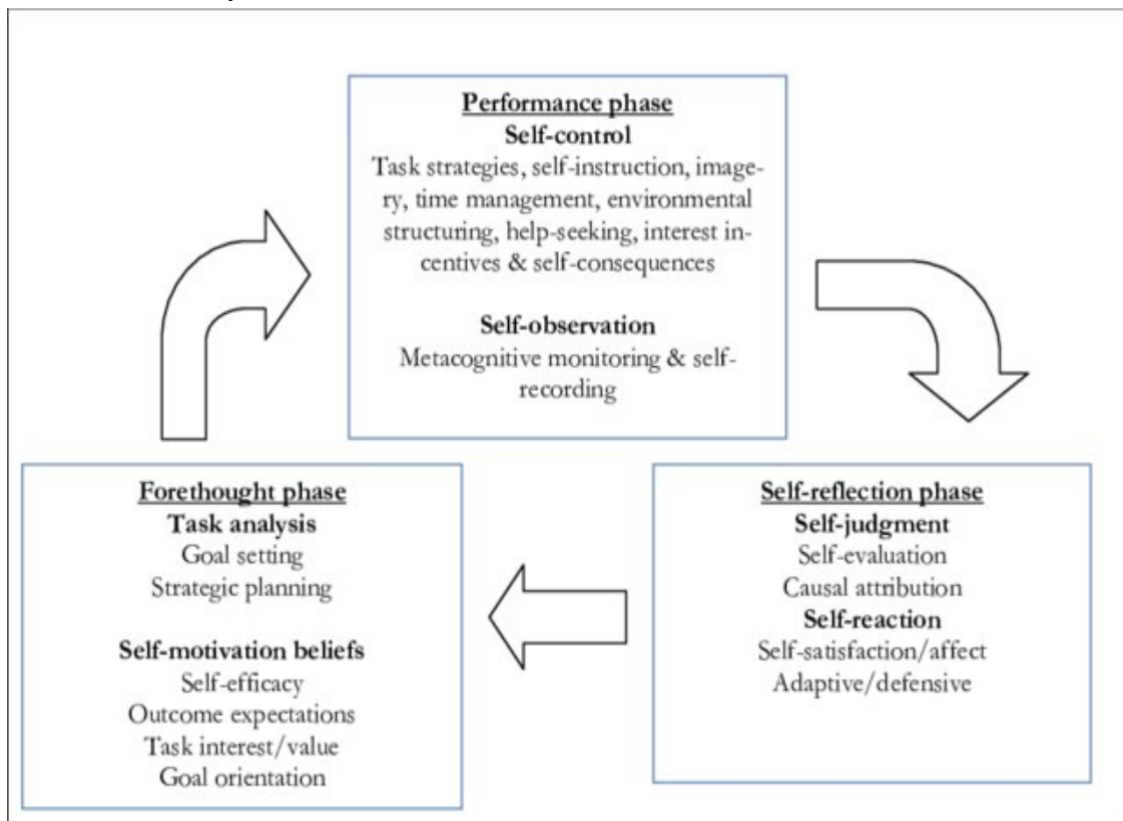 Performance phase
Self-control
Task strategies, self-instruction, image-
ry, time management, environmental
structuring, help-seeking, interest in-
centives & self-consequences
Self-observation
Metacognitive monitoring & self-
recording
Forethought phase
Task analysis
Goal setting
Strategic planning
Self-motivation beliefs
Self-efficacy
Outcome expectations
Task interest/value
Goal orientation
Self-reflection phase
Self-judgment
Self-evaluation
Causal attribution
Self-reaction
Self-satisfaction/affect
Adaptive/defensive